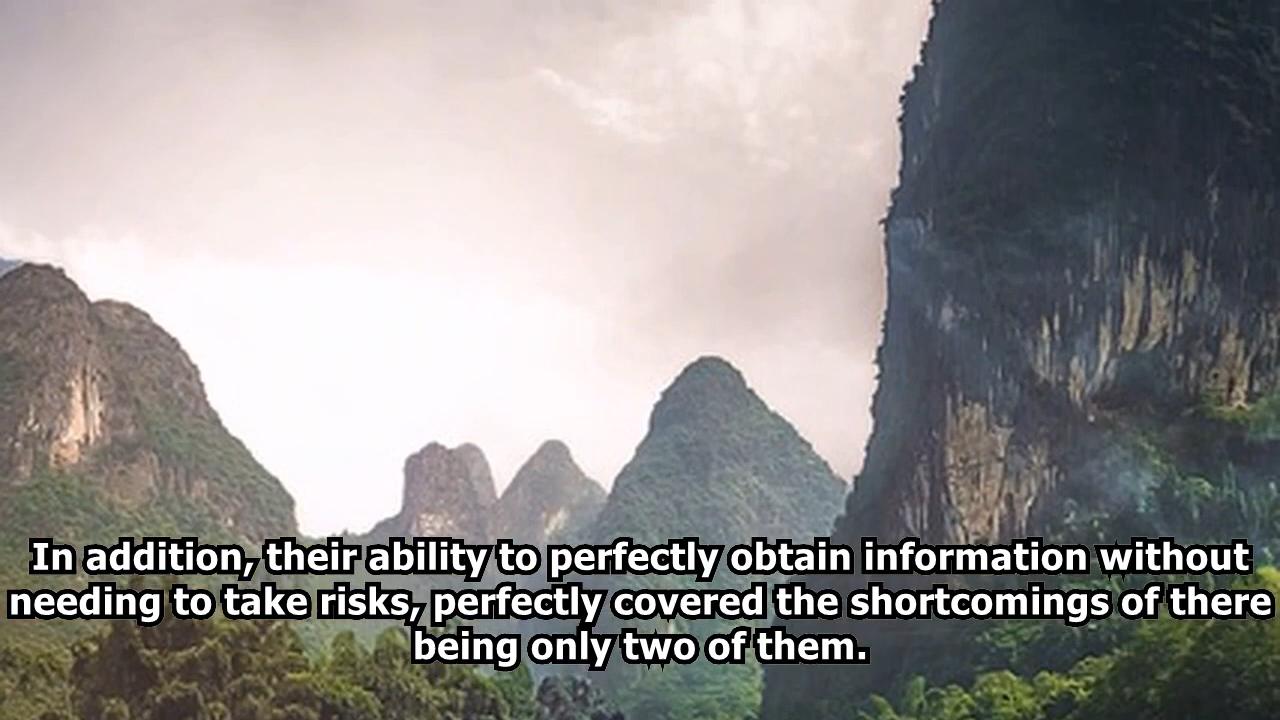 In addition, their ability to perfectly obtain information without
needing to take risks, perfectly covered the shortcomings of there
being only two of them.